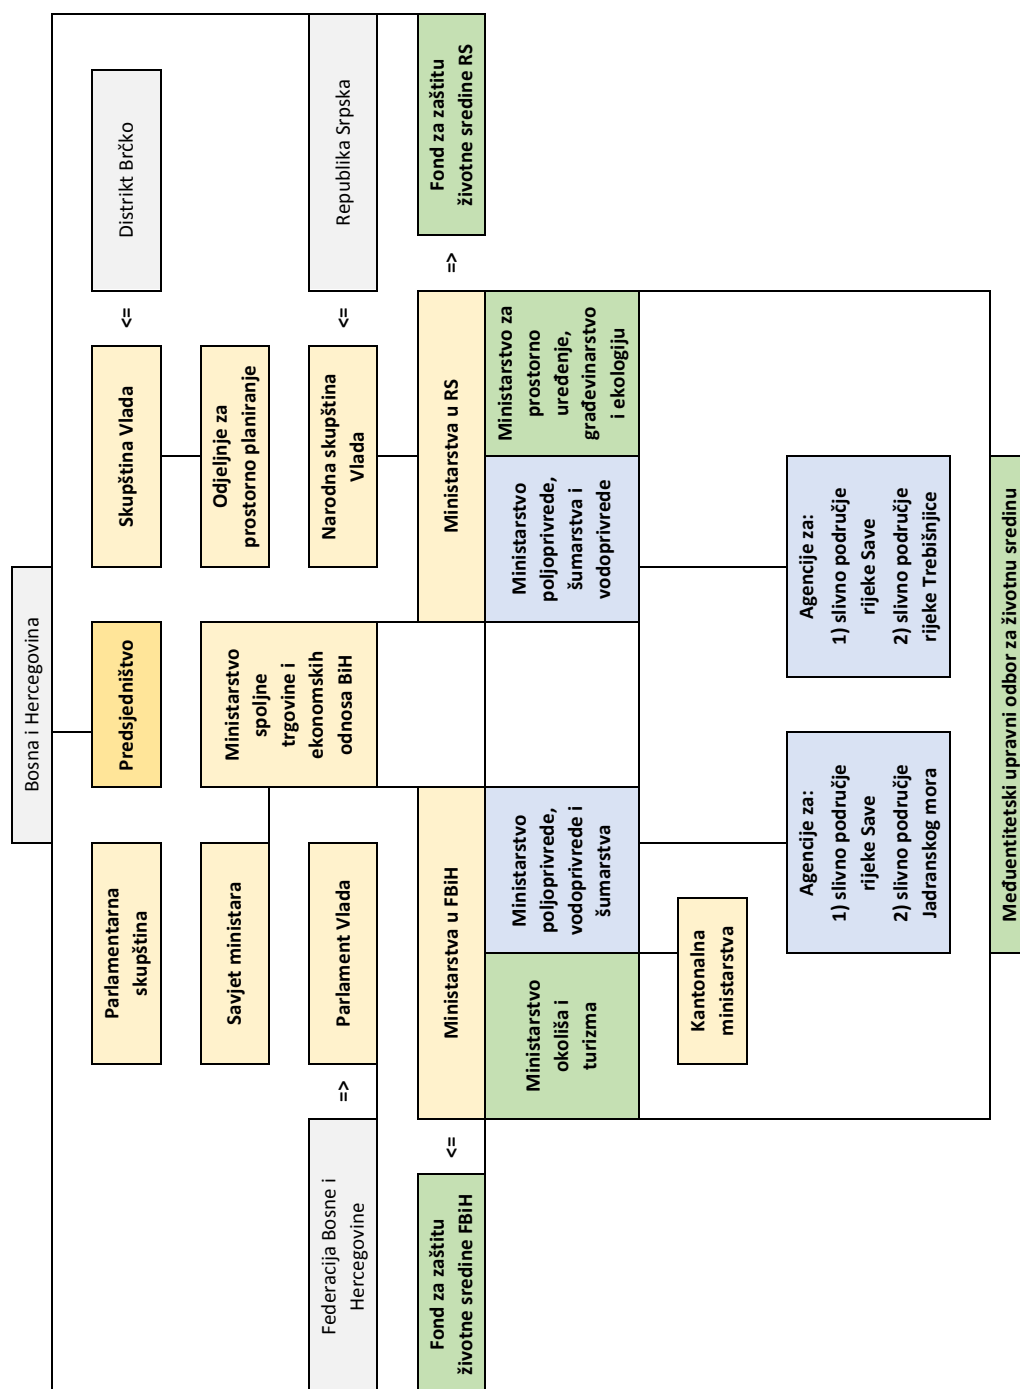 Bosna i Hercegovina
Parlamentarna
skupština
Predsjedništvo
Skupština Vlada
<=
Distrikt Brčko
Savjet ministara
Ministarstvo
spoljne
trgovine i
ekonomskih
odnosa BiH
Odjeljnje za
prostorno planiranje
Federacija Bosne i
Hercegovine
=>
Parlament Vlada
Narodna skupština
Vlada
<=
Republika Srpska
Fond za zaštitu
životne sredine FBiH
<=
Ministarstva u FBiH
Ministarstva u RS
=>
Fond za zaštitu
životne sredine RS
Ministarstvo
okoliša i
turizma
Ministarstvo
poljoprivrede,
vodoprivrede i
šumarstva
Ministarstvo
poljoprivrede,
šumarstva i
vodoprivrede
Ministarstvo za
prostorno
uređenje,
građevinarstvo
i ekologiju
Kantonalna
ministarstva
Agencije za:
1) slivno područje
rijeke Save
2) slivno područje
Jadranskog mora
Agencije za:
1) slivno područje
rijeke Save
2) slivno područje
rijeke Trebišnjice
Međuentitetski upravni odbor za životnu sredinu